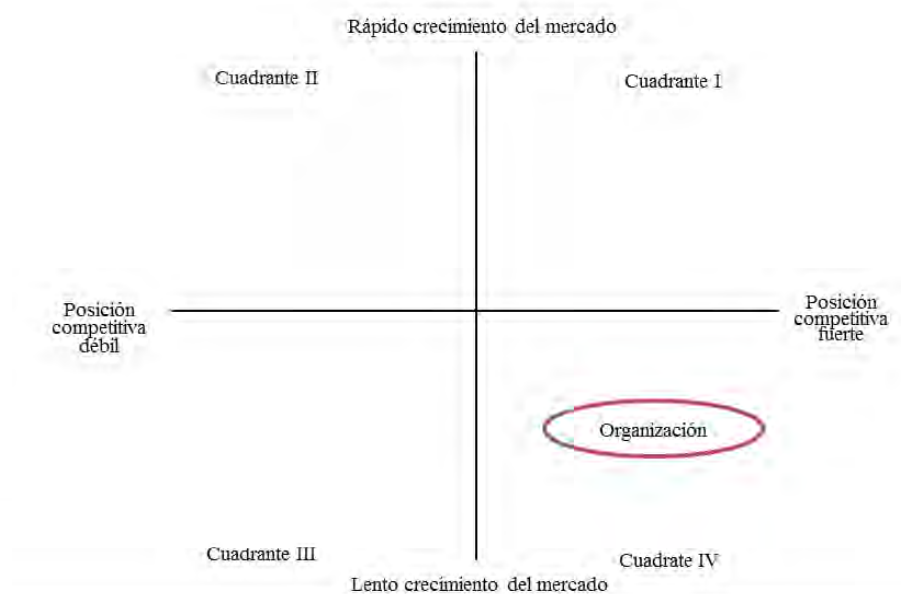 Rápido crecimiento del mercado
Cuadrante II
Cuadrante I
Posición
competitiva
débil
Posición
competitiva
fuerte
Organización
Cuadrante III
Cuadrate IV
Lento crecimiento del mercado